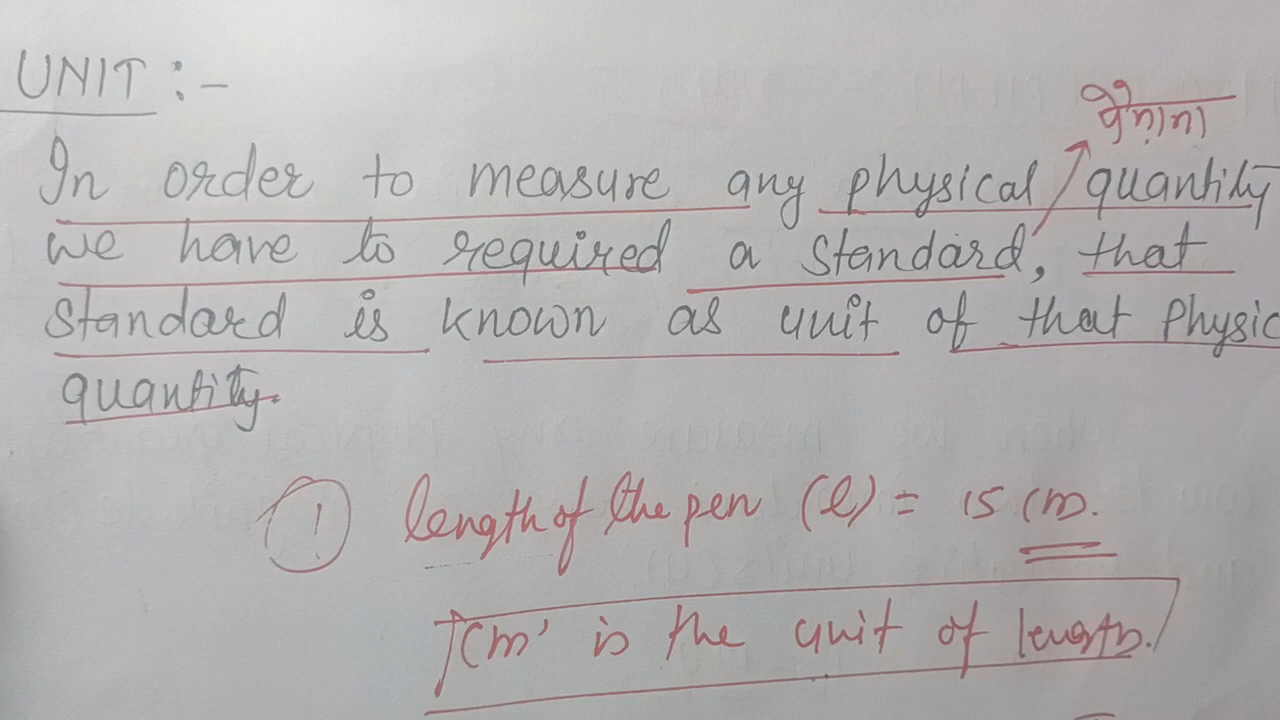 UNIT :-
पैमाना
In order to measure any physical quantity
we have to required a standard, that
standard is known as unit of that Physic
quantity.
1 length of the pen (l) = 15 cm.
'cm' is the unit of length.